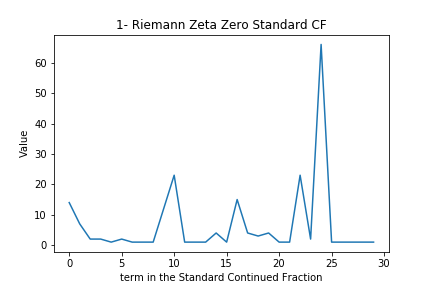 1- Riemann Zeta Zero Standard CF
Value
60
50
40
30
20
10
0
0 5 10 15 20 25 30
term in the Standard Continued Fraction